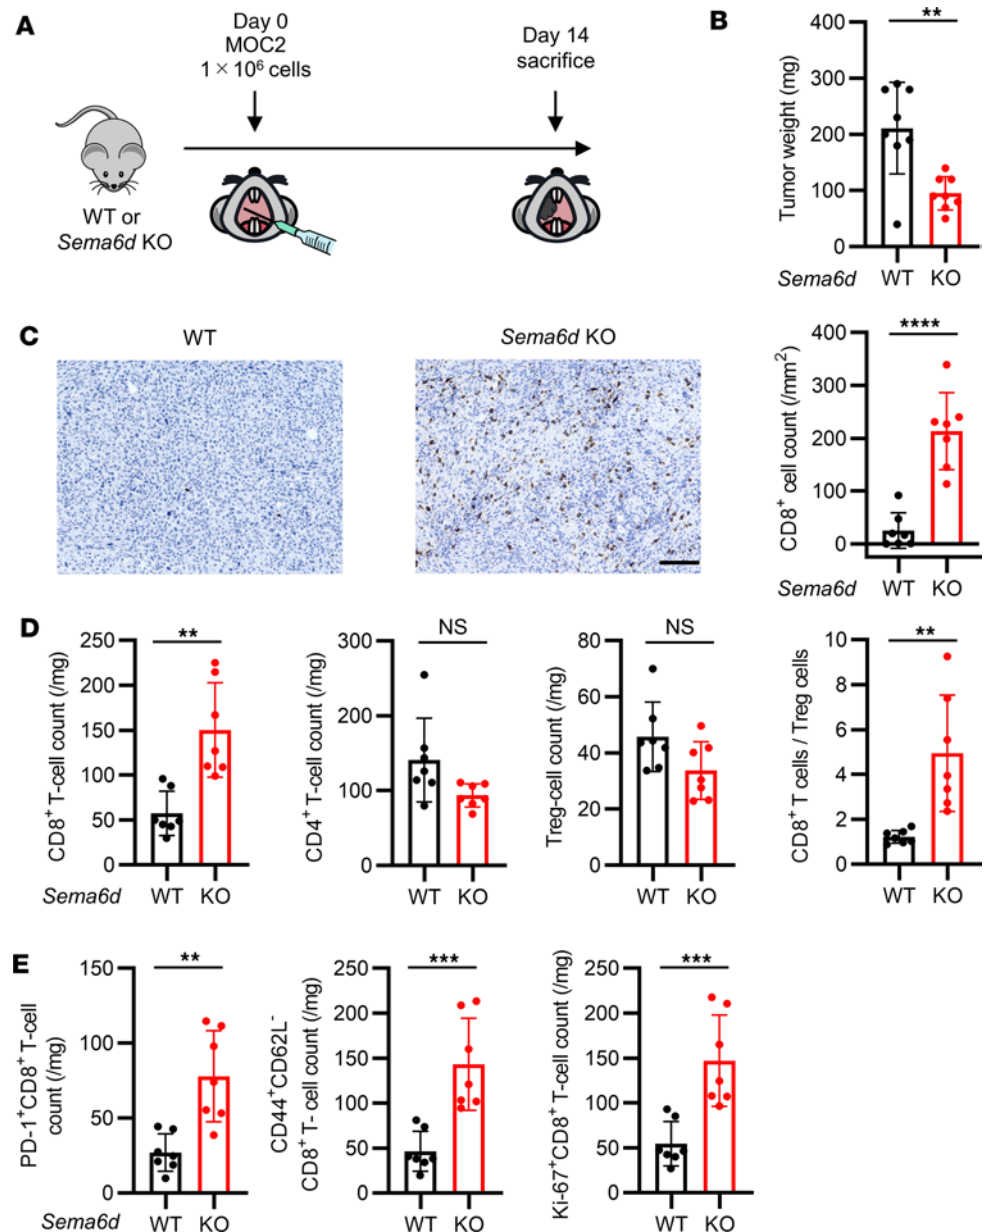 A
Day 0
MOC2
1 × 10⁶ cells
Day 14
sacrifice
WT or
Sema6d KO
B
**
Tumor weight (mg)
400
300
200
100
0
Sema6d WT KO
C
WT
Sema6d KO
****
CD8⁺ cell count (/mm²)
400
300
200
100
0
Sema6d WT KO
D
**
CD8⁺ T-cell count (/mg)
250
200
150
100
50
0
Sema6d WT KO
NS
CD4⁺ T-cell count (/mg)
300
200
100
0
WT KO
NS
Treg-cell count (/mg)
80
60
40
20
0
WT KO
**
CD8⁺ T cells / Treg cells
10
8
6
4
2
0
WT KO
E
**
PD-1⁺CD8⁺ T-cell
count (/mg)
150
100
50
0
Sema6d WT KO
***
CD44⁺CD62L⁻
CD8⁺ T- cell count (/mg)
250
200
150
100
50
0
WT KO
***
Ki-67⁺CD8⁺ T-cell count (/mg)
250
200
150
100
50
0
WT KO